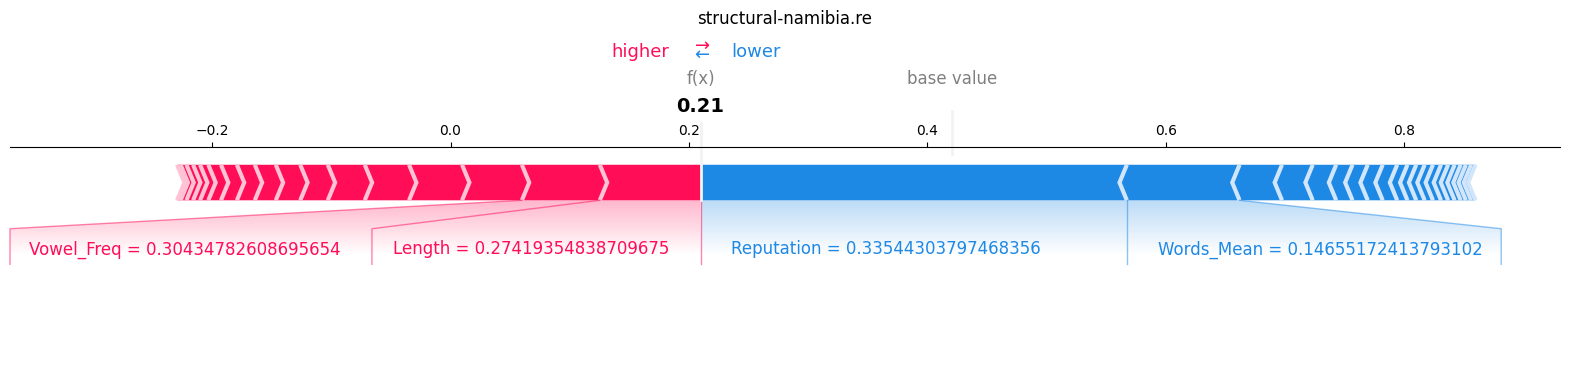 structural-namibia.re
higher ⇄ lower
f(x) base value
0.21
−0.2 0.0 0.2 0.4 0.6 0.8
Vowel_Freq = 0.30434782608695654 Length = 0.27419354838709675 Reputation = 0.33544303797468356 Words_Mean = 0.14655172413793102